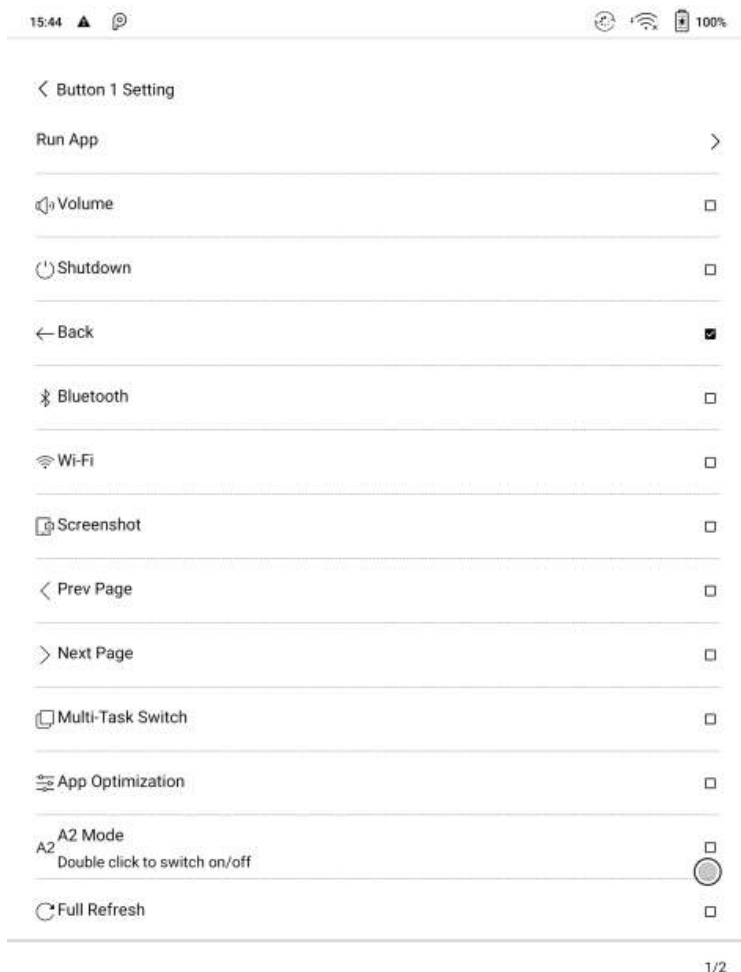 15:44 100%
Button 1 Setting
Run App
Volume
Shutdown
Back
Bluetooth
Wi-Fi
Screenshot
Prev Page
Next Page
Multi-Task Switch
App Optimization
A2 A2 Mode
Double click to switch on/off
Full Refresh
1/2